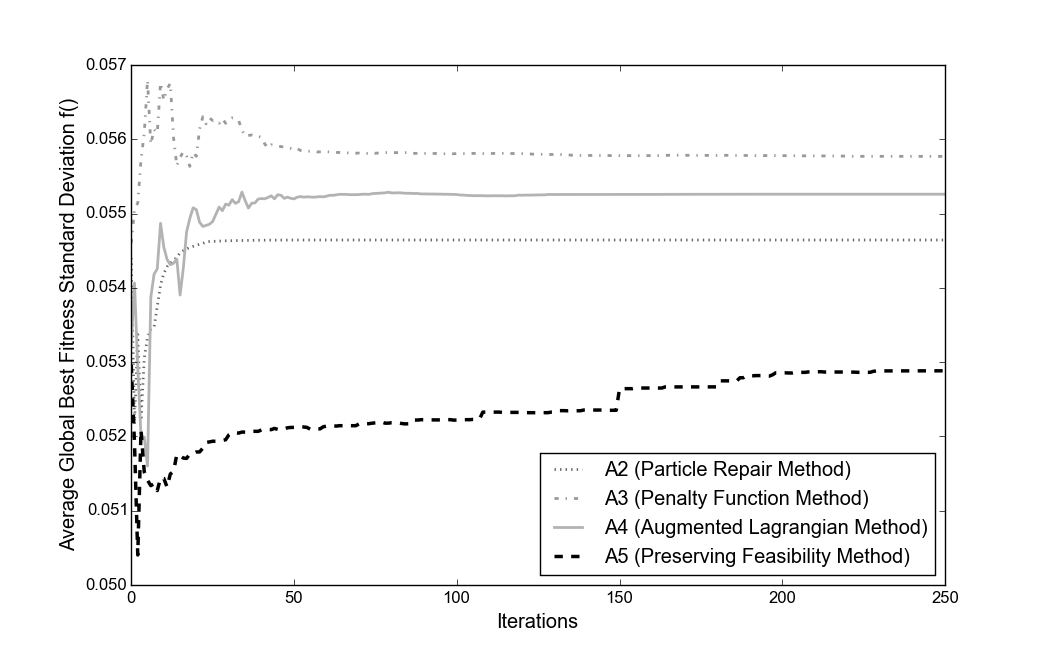 0.057
0.056
0.055
0.054
0.053
0.052
0.051
0.050
Average Global Best Fitness Standard Deviation f()
0 50 100 150 200 250
Iterations
A2 (Particle Repair Method)
A3 (Penalty Function Method)
A4 (Augmented Lagrangian Method)
A5 (Preserving Feasibility Method)